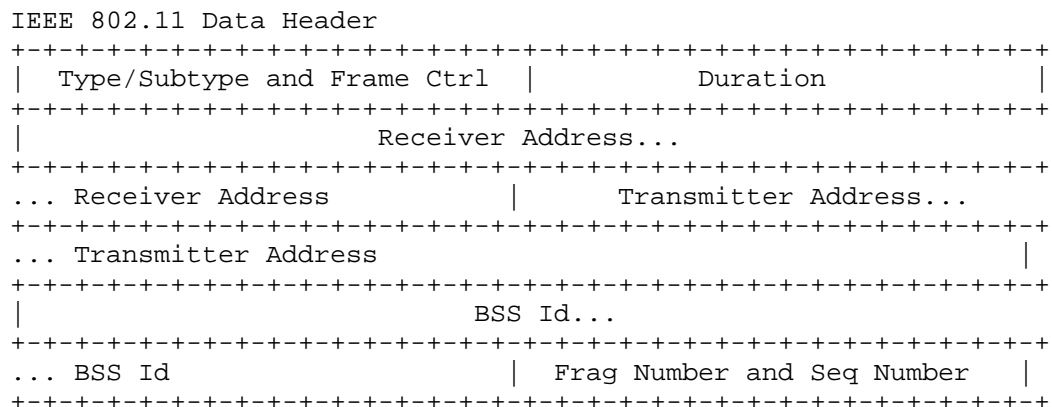 IEEE 802.11 Data Header
+-+-+-+-+-+-+-+-+-+-+-+-+-+-+-+-+-+-+-+-+-+-+-+-+-+-+-+-+-+-+-+-+
|  Type/Subtype and Frame Ctrl  |          Duration             |
+-+-+-+-+-+-+-+-+-+-+-+-+-+-+-+-+-+-+-+-+-+-+-+-+-+-+-+-+-+-+-+-+
|                      Receiver Address...
+-+-+-+-+-+-+-+-+-+-+-+-+-+-+-+-+-+-+-+-+-+-+-+-+-+-+-+-+-+-+-+-+
... Receiver Address           |      Transmitter Address...
+-+-+-+-+-+-+-+-+-+-+-+-+-+-+-+-+-+-+-+-+-+-+-+-+-+-+-+-+-+-+-+-+
... Transmitter Address                                        |
+-+-+-+-+-+-+-+-+-+-+-+-+-+-+-+-+-+-+-+-+-+-+-+-+-+-+-+-+-+-+-+-+
|                            BSS Id...
+-+-+-+-+-+-+-+-+-+-+-+-+-+-+-+-+-+-+-+-+-+-+-+-+-+-+-+-+-+-+-+-+
... BSS Id                     |  Frag Number and Seq Number   |
+-+-+-+-+-+-+-+-+-+-+-+-+-+-+-+-+-+-+-+-+-+-+-+-+-+-+-+-+-+-+-+-+